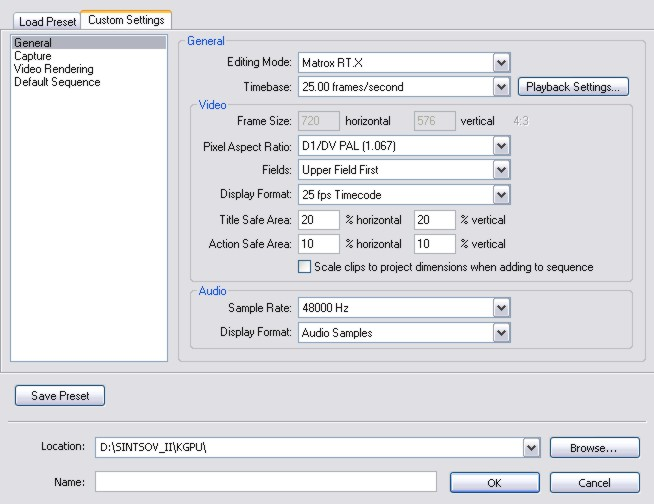 Load Preset Custom Settings
General
Capture
Video Rendering
Default Sequence
General
Editing Mode: Matrox RT.X
Timebase: 25.00 frames/second Playback Settings...
Video
Frame Size: 720 horizontal 576 vertical 4:3
Pixel Aspect Ratio: D1/DV PAL (1.067)
Fields: Upper Field First
Display Format: 25 fps Timecode
Title Safe Area: 20 % horizontal 20 % vertical
Action Safe Area: 10 % horizontal 10 % vertical
Scale clips to project dimensions when adding to sequence
Audio
Sample Rate: 48000 Hz
Display Format: Audio Samples
Save Preset
Location: D:\SINTSOV_II\KGPU\ Browse...
Name: OK Cancel